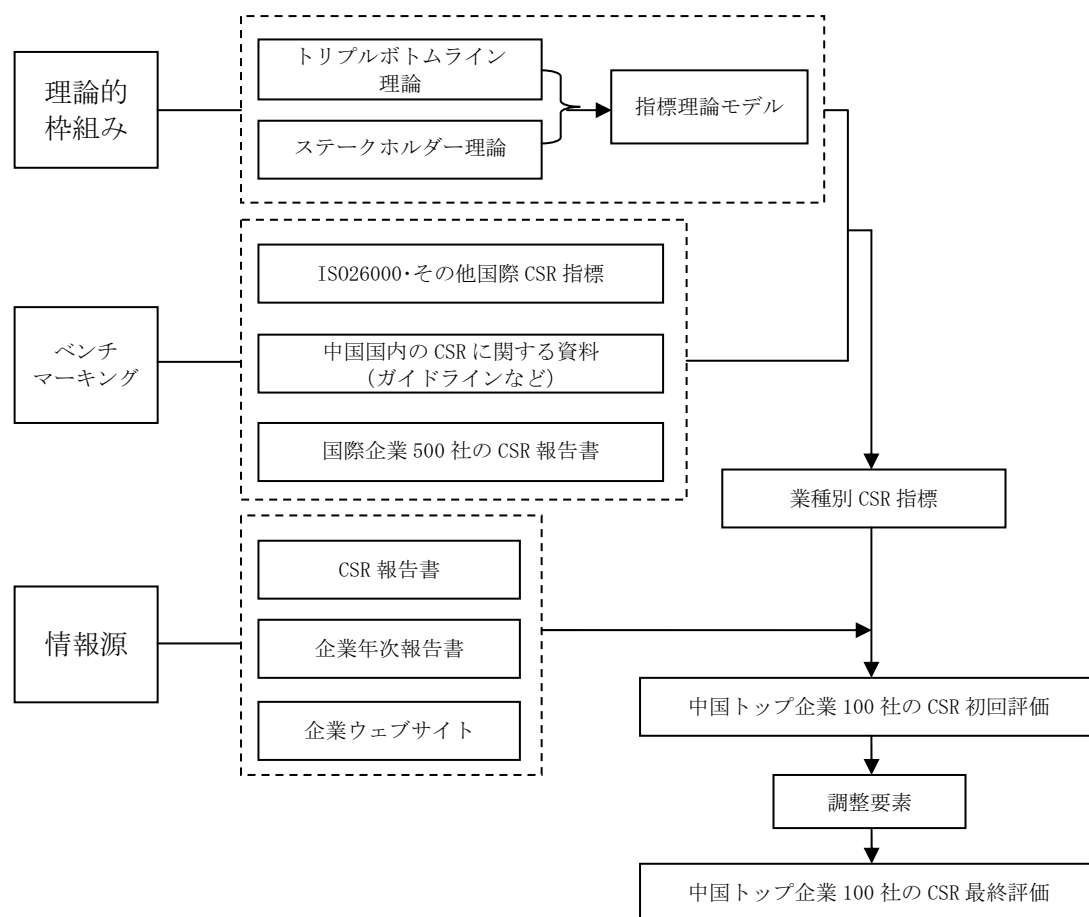 理論的
枠組み
トリプルボトムライン
理論
ステークホルダー理論
指標理論モデル
ベンチ
マーキング
ISO26000・その他国際 CSR 指標
中国国内の CSR に関する資料
（ガイドラインなど）
国際企業 500 社の CSR 報告書
業種別 CSR 指標
情報源
CSR 報告書
企業年次報告書
企業ウェブサイト
中国トップ企業 100 社の CSR 初回評価
調整要素
中国トップ企業 100 社の CSR 最終評価